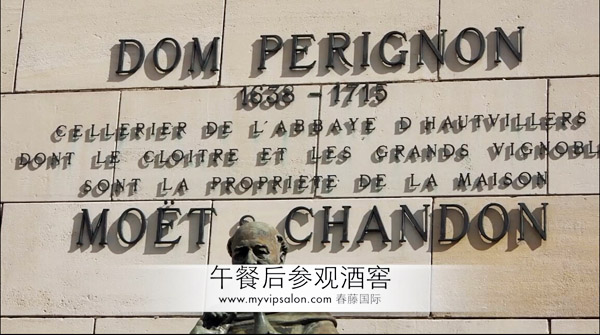 DOM PERIGNON
1638 - 1715
CELLERIER DE L'ABBAYE D'HAUTVILLERS
DONT LE CLOITRE ET LES GRANDS VIGNOBL
SONT LA PROPRIETE DE LA MAISON
MOËT & CHANDON
午餐后参观酒窖
www.myvipsalon.com 春藤国际